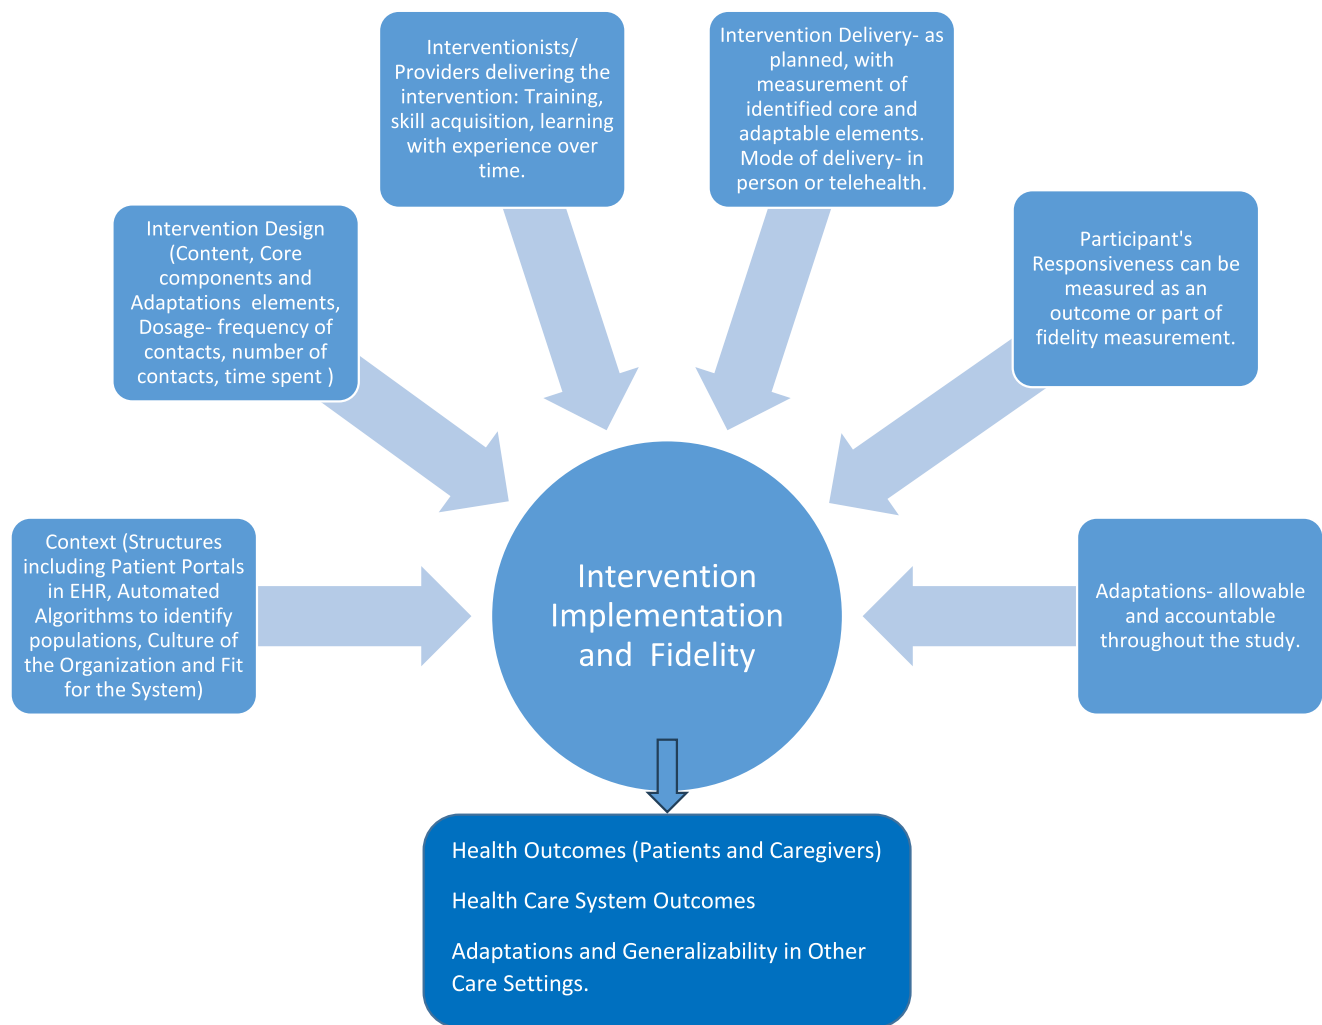 Interventionists/
Providers delivering the
intervention: Training,
skill acquisition, learning
with experience over
time.
Intervention Delivery- as
planned, with
measurement of
identified core and
adaptable elements.
Mode of delivery- in
person or telehealth.
Intervention Design
(Content, Core
components and
Adaptations  elements,
Dosage- frequency of
contacts, number of
contacts, time spent )
Participant's
Responsiveness can be
measured as an
outcome or part of
fidelity measurement.
Context (Structures
including Patient Portals
in EHR, Automated
Algorithms to identify
populations, Culture of
the Organization and Fit
for the System)
Intervention
Implementation
and  Fidelity
Adaptations- allowable
and accountable
throughout the study.
Health Outcomes (Patients and Caregivers)
Health Care System Outcomes
Adaptations and Generalizability in Other
Care Settings.